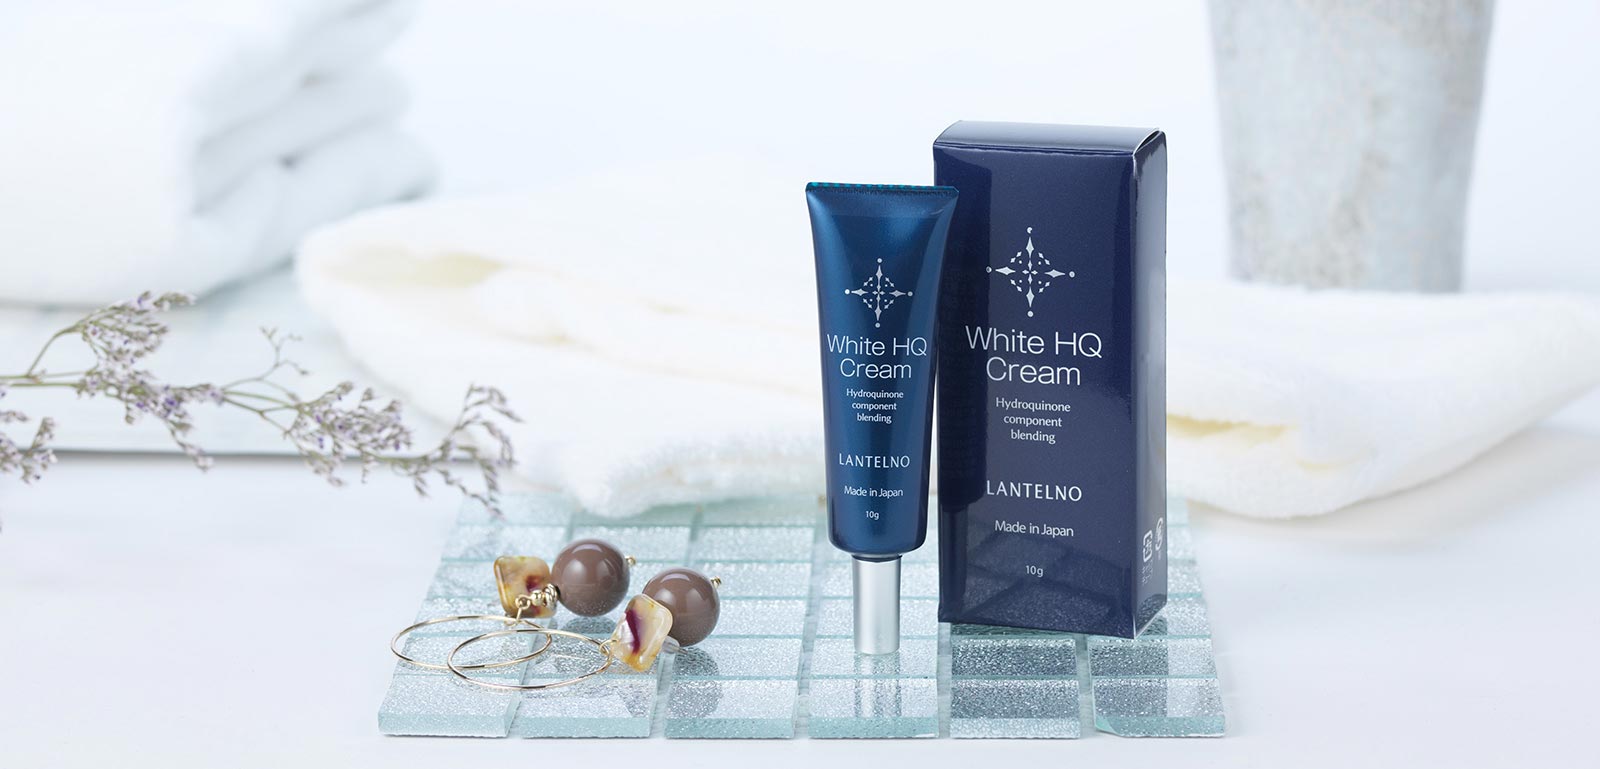 White HQ
Cream
Hydroquinone
component
blending
LANTELNO
Made in Japan
10g
White HQ
Cream
Hydroquinone
component
blending
LANTELNO
Made in Japan
10g